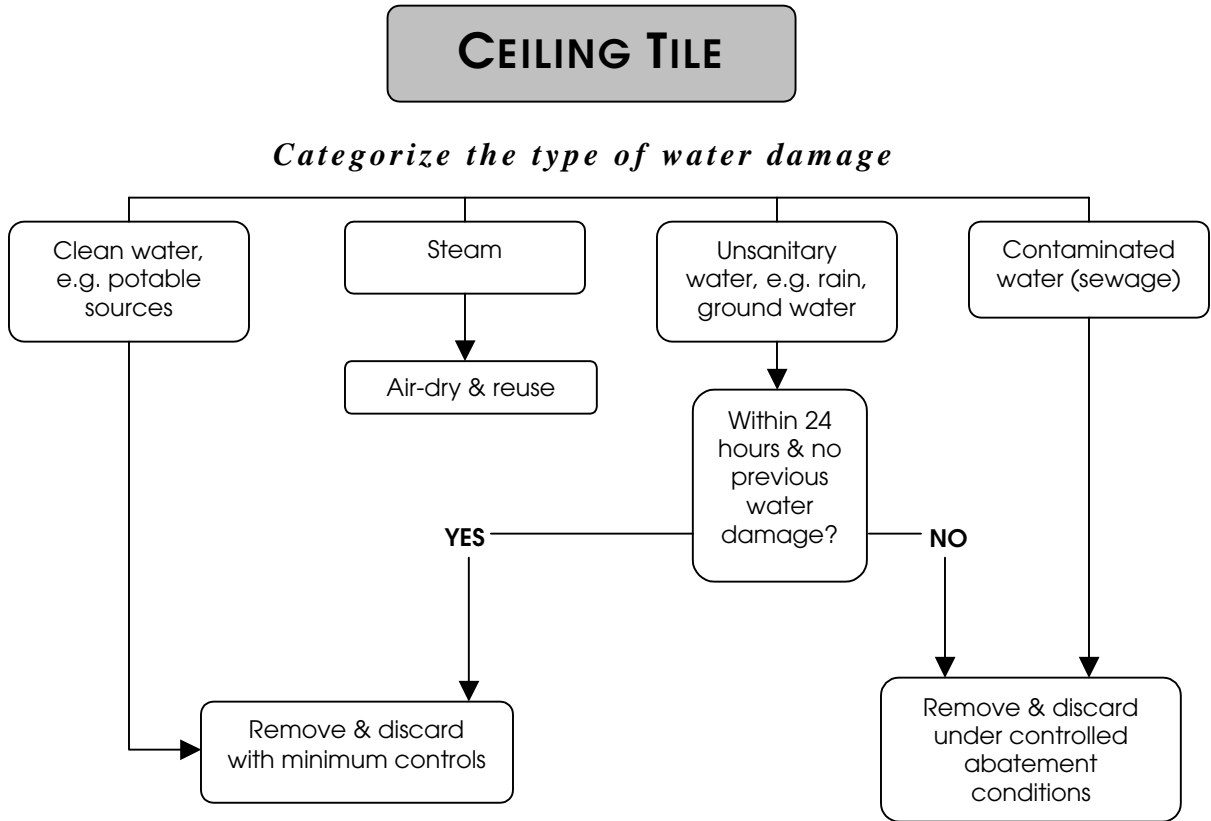 CEILING TILE
Categorize the type of water damage
Clean water,
e.g. potable
sources
Steam
Unsanitary
water, e.g. rain,
ground water
Contaminated
water (sewage)
Air-dry & reuse
Within 24
hours & no
previous
water
damage?
YES
NO
Remove & discard
with minimum controls
Remove & discard
under controlled
abatement
conditions